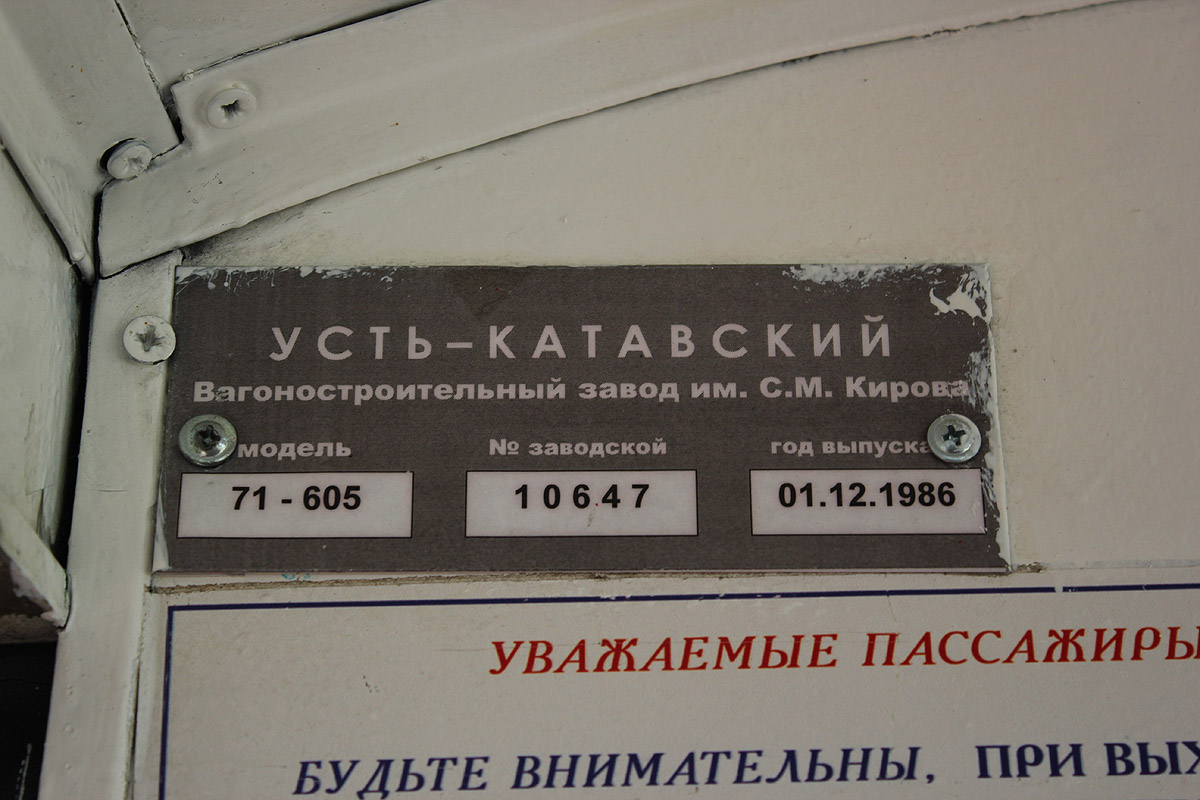 УСТЬ–КАТАВСКИЙ
Вагоностроительный завод им. С.М. Кирова
модель № заводской год выпуска
71 - 605 10647 01.12.1986
УВАЖАЕМЫЕ ПАССАЖИРЫ
БУДЬТЕ ВНИМАТЕЛЬНЫ, ПРИ